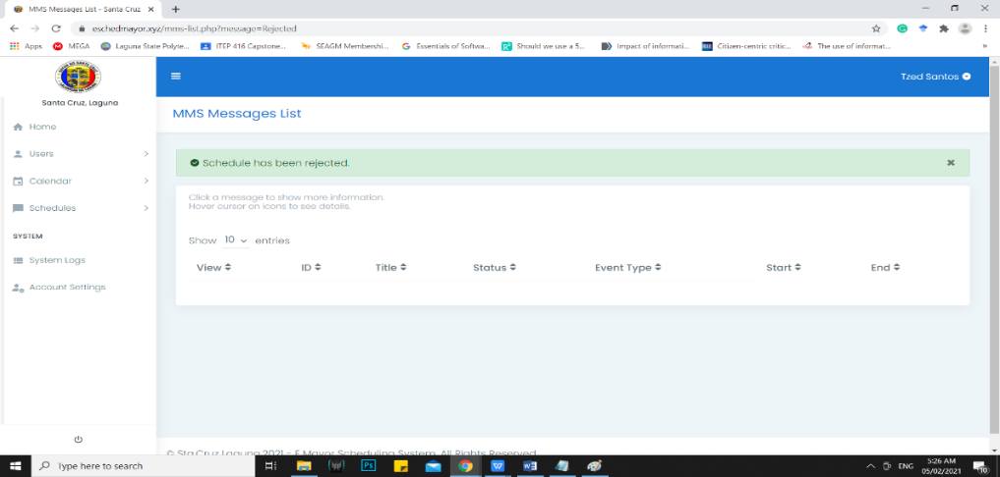 MMS Messages List - Santa Cruz
eschedmayor.xyz/mms-list.php?message=Rejected
Apps MEGA Laguna State Polyte... ITEP 416 Capstone... SEAGM Membershi... Essentials of Softwa... Should we use a 5... Impact of informati... Citizen-centric critic... The use of informat...
Santa Cruz, Laguna
Tzed Santos
Home
Users
Calendar
Schedules
SYSTEM
System Logs
Account Settings
MMS Messages List
Schedule has been rejected.
Click a message to show more information.
Hover cursor on icons to see details.
Show 10 entries
View ID Title Status Event Type Start End
© Sta.Cruz Laguna 2021 - E Mayor Scheduling System. All Rights Reserved
Type here to search
Ps
ENG
5:26 AM
05/02/2021
10